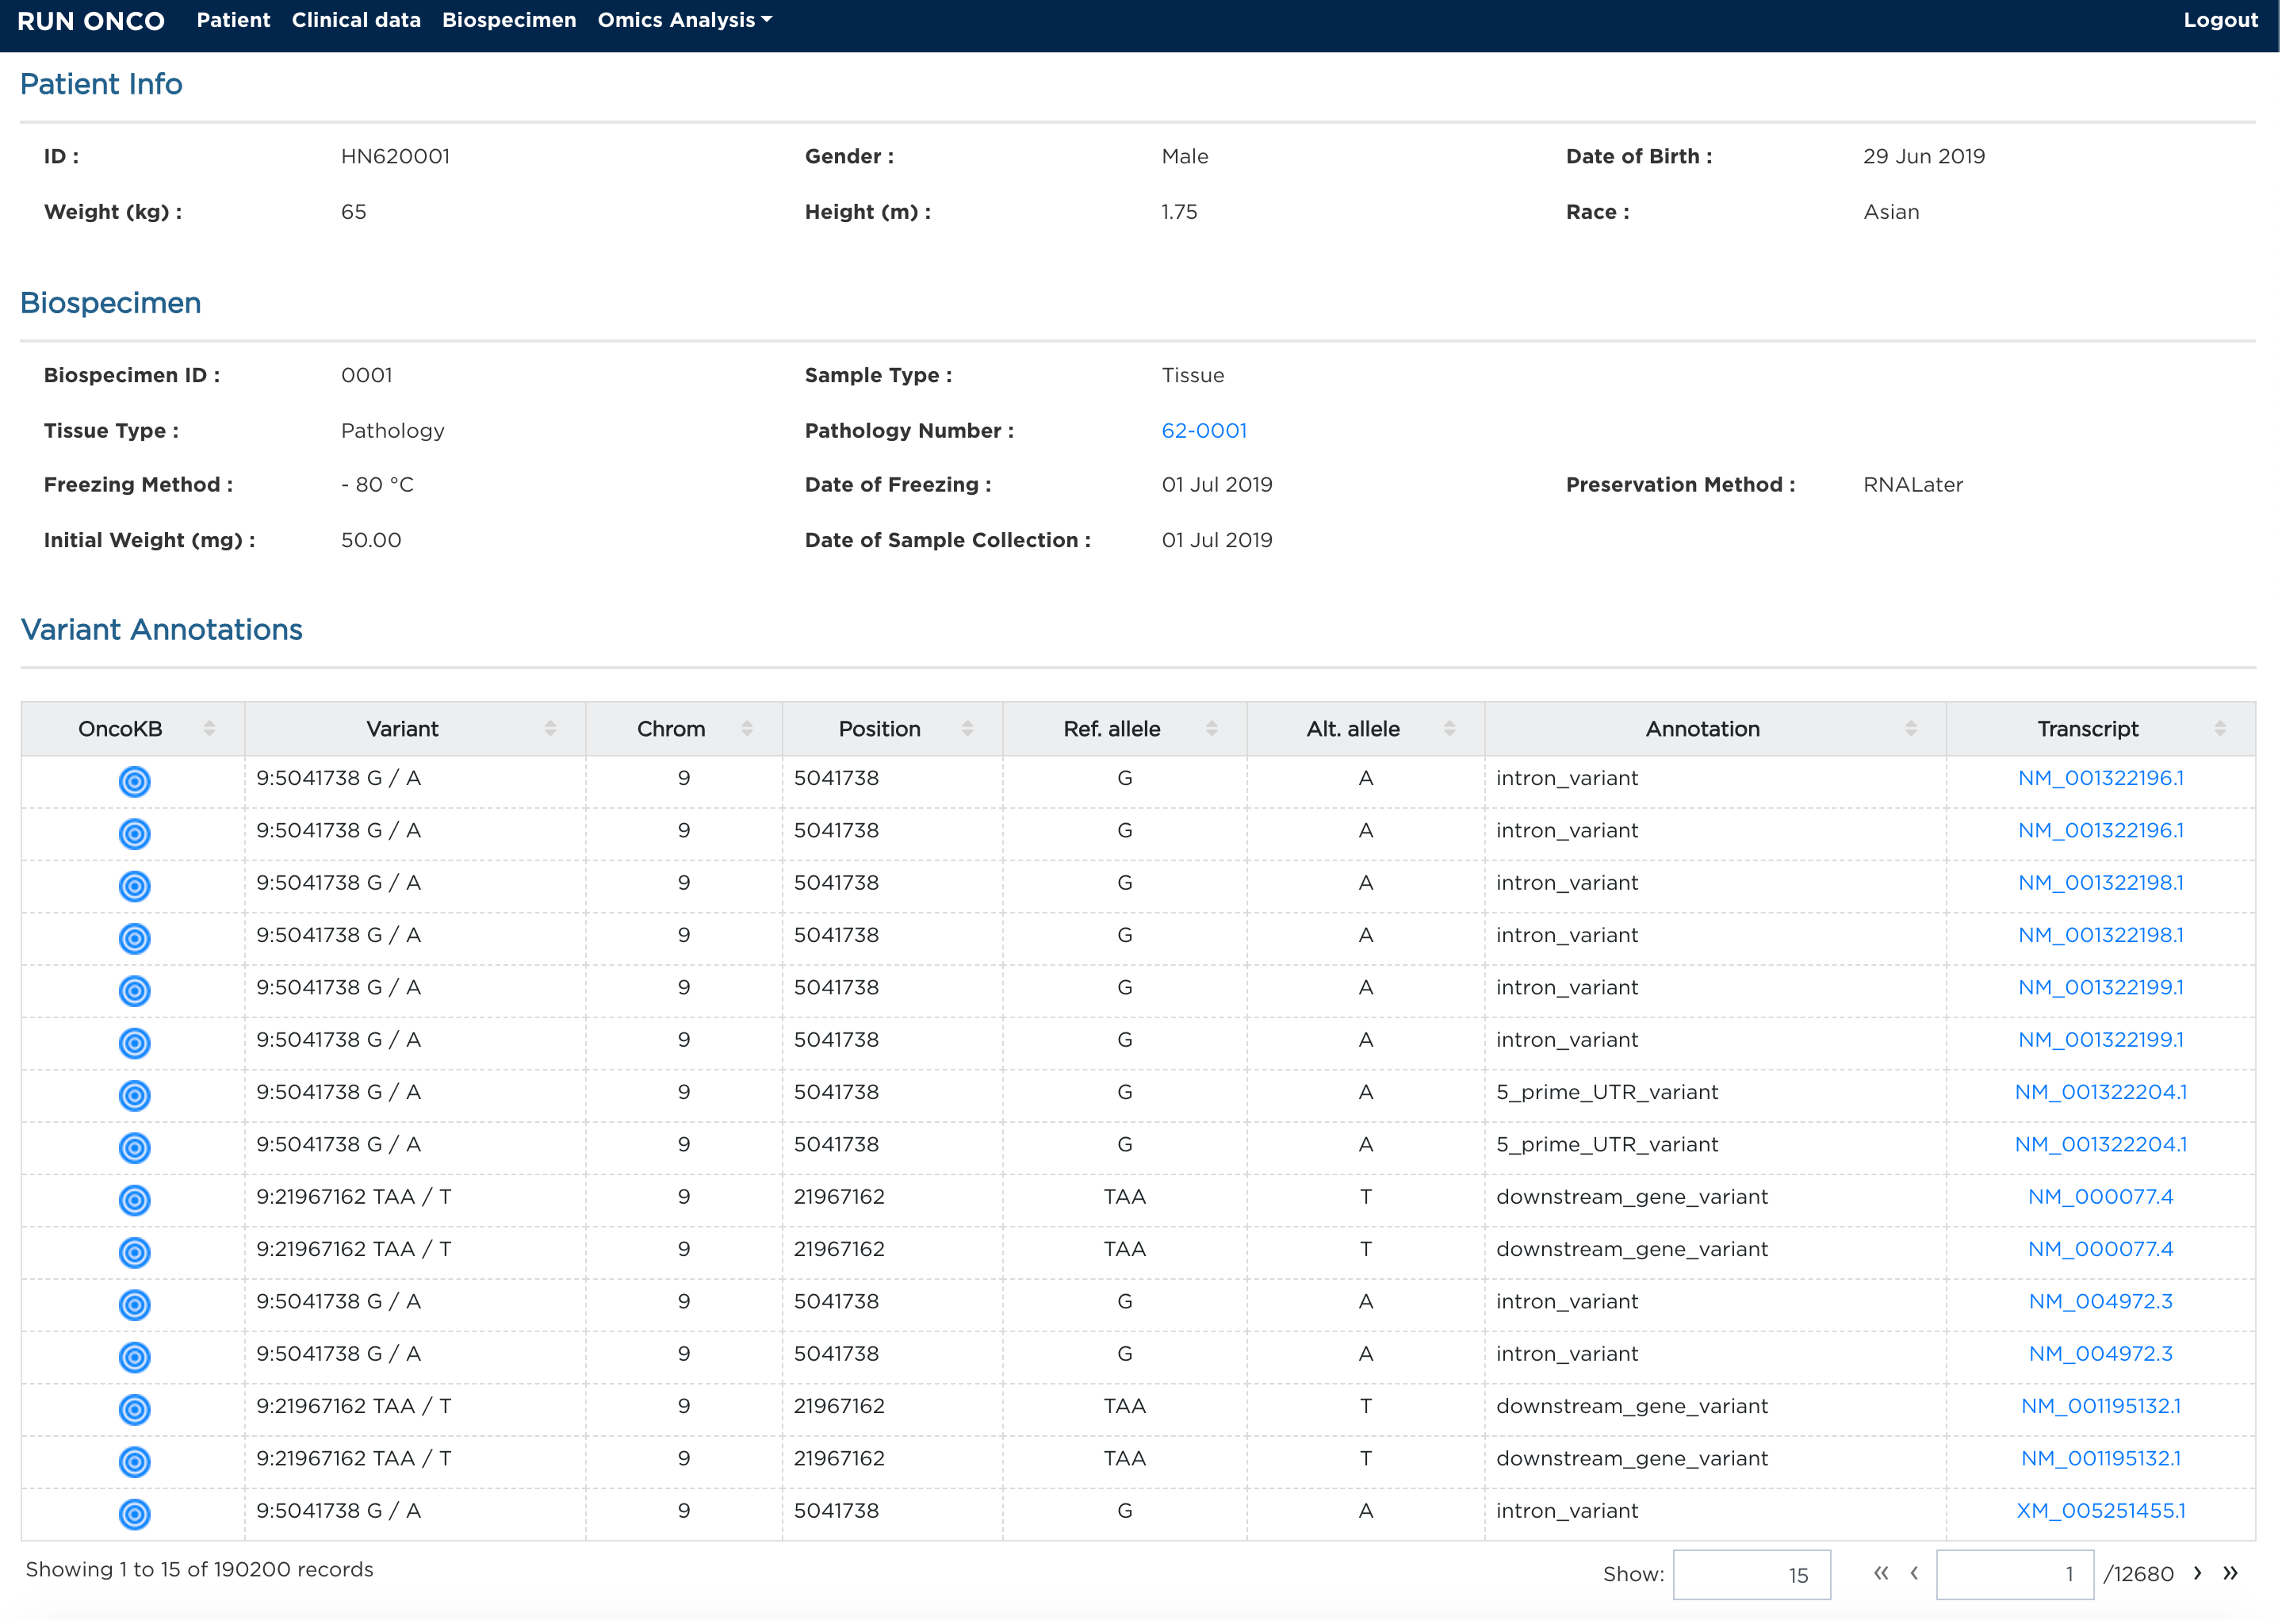 RUN ONCO Patient Clinical data Biospecimen Omics Analysis Logout
Patient Info
ID : HN620001 Gender : Male Date of Birth : 29 Jun 2019
Weight (kg) : 65 Height (m) : 1.75 Race : Asian
Biospecimen
Biospecimen ID : 0001 Sample Type : Tissue
Tissue Type : Pathology Pathology Number : 62-0001
Freezing Method : - 80 °C Date of Freezing : 01 Jul 2019 Preservation Method : RNALater
Initial Weight (mg) : 50.00 Date of Sample Collection : 01 Jul 2019
Variant Annotations
OncoKB Variant Chrom Position Ref. allele Alt. allele Annotation Transcript
9:5041738 G / A 9 5041738 G A intron_variant NM_001322196.1
9:5041738 G / A 9 5041738 G A intron_variant NM_001322196.1
9:5041738 G / A 9 5041738 G A intron_variant NM_001322198.1
9:5041738 G / A 9 5041738 G A intron_variant NM_001322198.1
9:5041738 G / A 9 5041738 G A intron_variant NM_001322199.1
9:5041738 G / A 9 5041738 G A intron_variant NM_001322199.1
9:5041738 G / A 9 5041738 G A 5_prime_UTR_variant NM_001322204.1
9:5041738 G / A 9 5041738 G A 5_prime_UTR_variant NM_001322204.1
9:21967162 TAA / T 9 21967162 TAA T downstream_gene_variant NM_000077.4
9:21967162 TAA / T 9 21967162 TAA T downstream_gene_variant NM_000077.4
9:5041738 G / A 9 5041738 G A intron_variant NM_004972.3
9:5041738 G / A 9 5041738 G A intron_variant NM_004972.3
9:21967162 TAA / T 9 21967162 TAA T downstream_gene_variant NM_001195132.1
9:21967162 TAA / T 9 21967162 TAA T downstream_gene_variant NM_001195132.1
9:5041738 G / A 9 5041738 G A intron_variant XM_005251455.1
Showing 1 to 15 of 190200 records Show: 15 « ‹ 1 /12680 › »